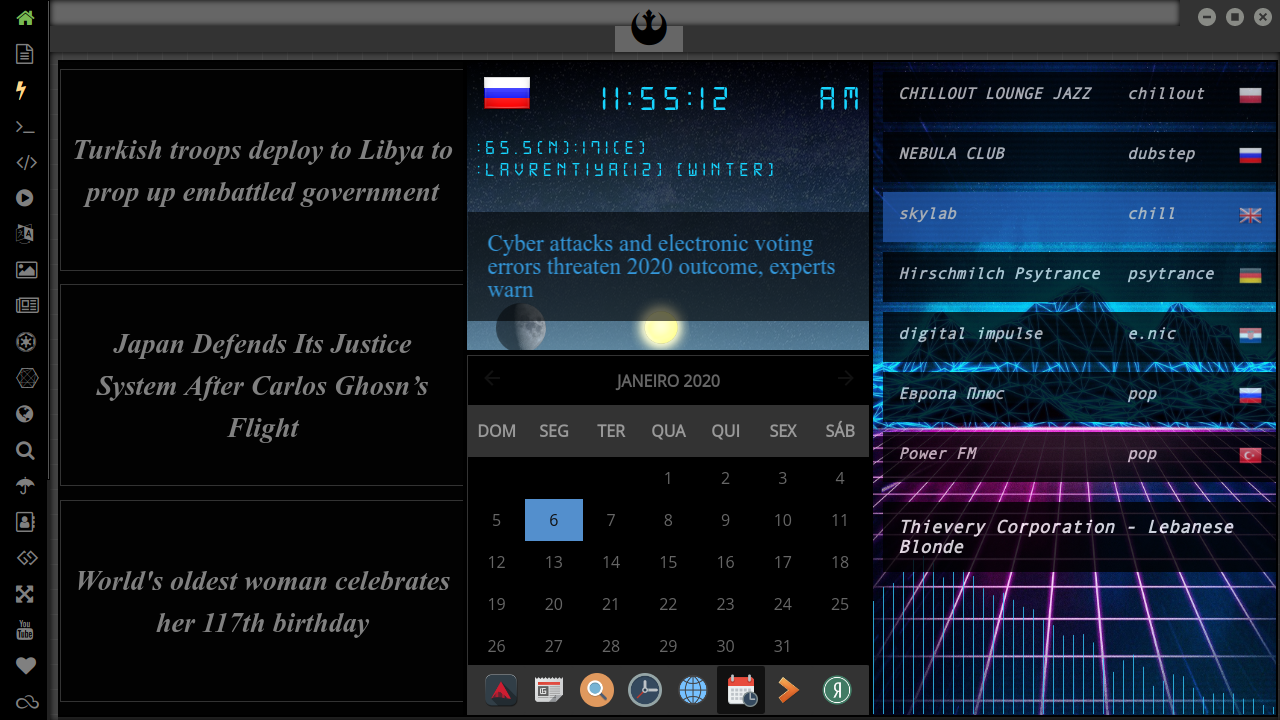 Turkish troops deploy to Libya to
prop up embattled government
Japan Defends Its Justice
System After Carlos Ghosn’s
Flight
World's oldest woman celebrates
her 117th birthday
11:55:12 AM
:65.5(N):171(E)
:LAVRENTIYA(12) (WINTER)
Cyber attacks and electronic voting
errors threaten 2020 outcome, experts
warn
JANEIRO 2020
DOM SEG TER QUA QUI SEX SÁB
1 2 3 4
5 6 7 8 9 10 11
12 13 14 15 16 17 18
19 20 21 22 23 24 25
26 27 28 29 30 31
Я
CHILLOUT LOUNGE JAZZ chillout
NEBULA CLUB dubstep
skylab chill
Hirschmilch Psytrance psytrance
digital impulse e.nic
Европа Плюс pop
Power FM pop
Thievery Corporation - Lebanese
Blonde
You
Tube